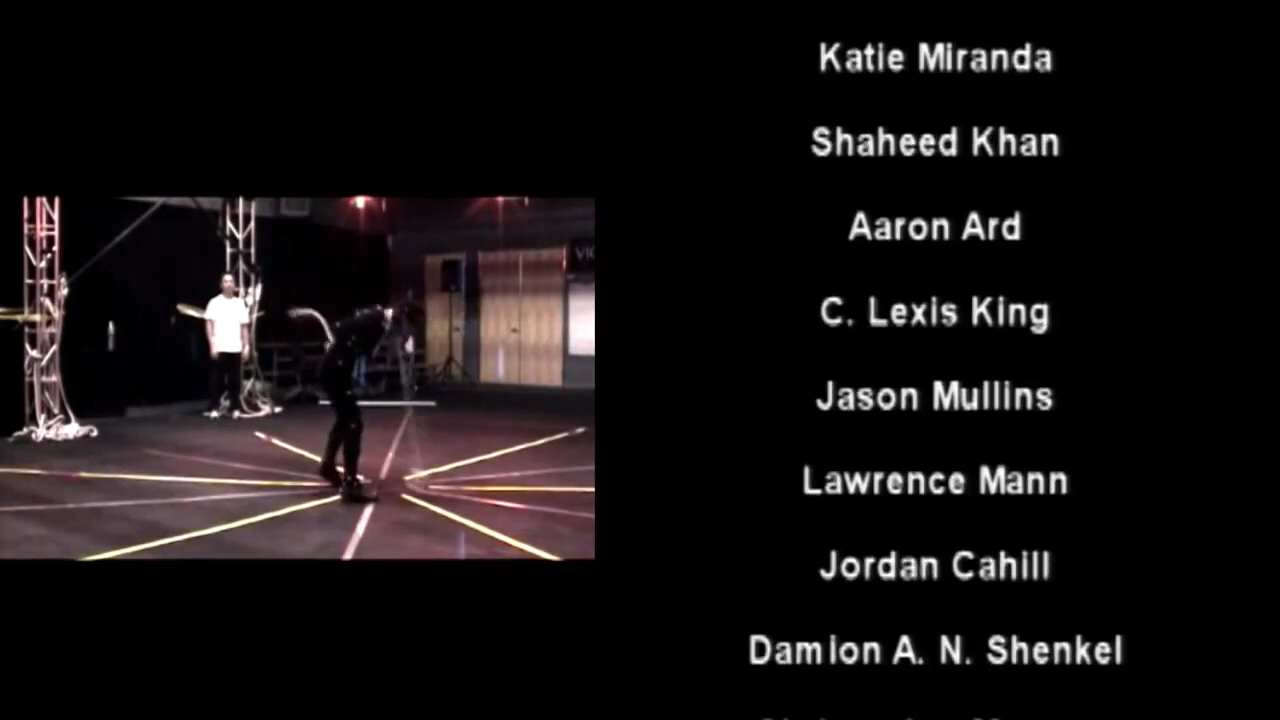 Katie Miranda
Shaheed Khan
Aaron Ard
C. Lexis King
Jason Mullins
Lawrence Mann
Jordan Cahill
Damion A. N. Shenkel